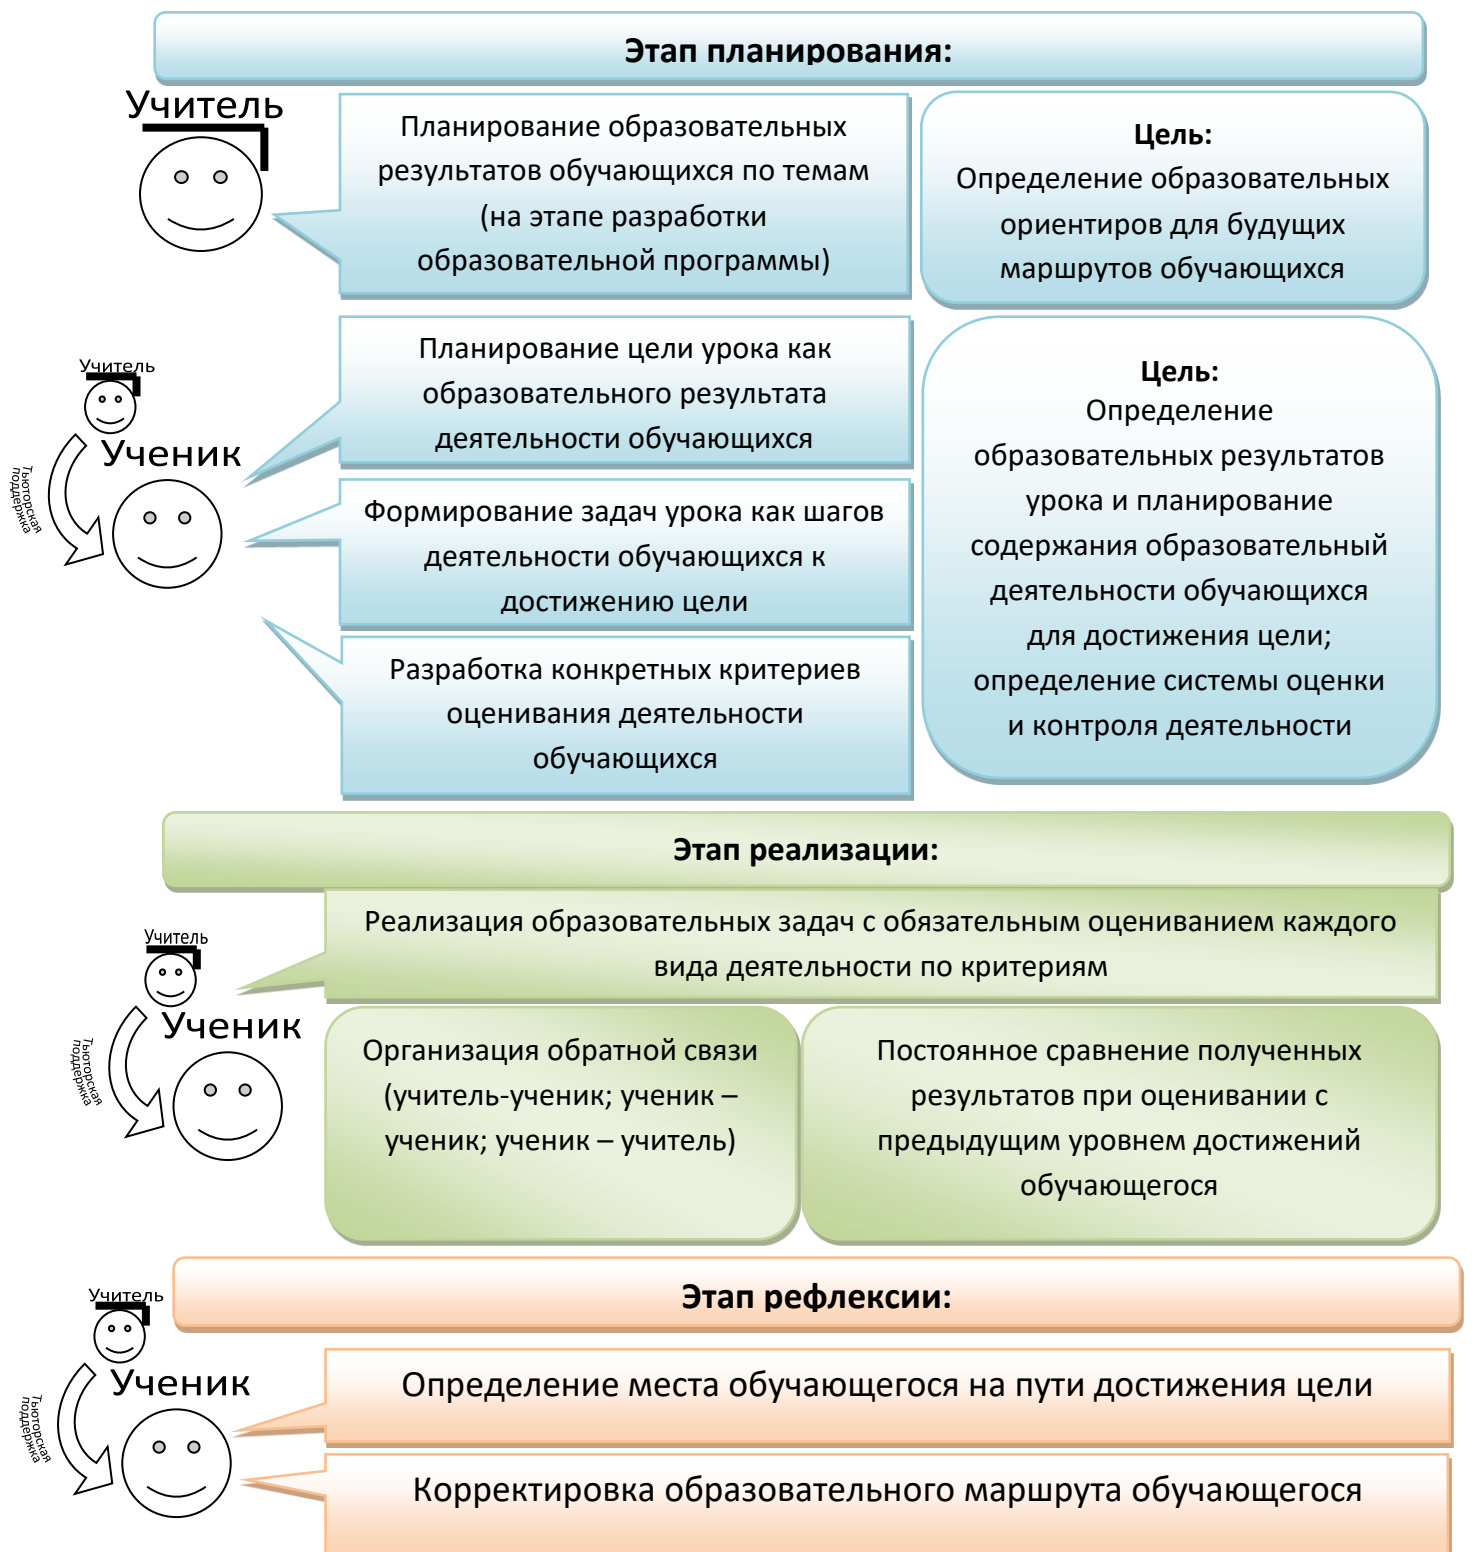 Этап планирования:
Учитель
Планирование образовательных
результатов обучающихся по темам
(на этапе разработки
образовательной программы)
Цель:
Определение образовательных
ориентиров для будущих
маршрутов обучающихся
Учитель
Ученик
Тьюторская
поддержка
Планирование цели урока как
образовательного результата
деятельности обучающихся
Формирование задач урока как шагов
деятельности обучающихся к
достижению цели
Разработка конкретных критериев
оценивания деятельности
обучающихся
Цель:
Определение
образовательных результатов
урока и планирование
содержания образовательный
деятельности обучающихся
для достижения цели;
определение системы оценки
и контроля деятельности
Этап реализации:
Учитель
Ученик
Тьюторская
поддержка
Реализация образовательных задач с обязательным оцениванием каждого
вида деятельности по критериям
Организация обратной связи
(учитель-ученик; ученик –
ученик; ученик – учитель)
Постоянное сравнение полученных
результатов при оценивании с
предыдущим уровнем достижений
обучающегося
Этап рефлексии:
Учитель
Ученик
Тьюторская
поддержка
Определение места обучающегося на пути достижения цели
Корректировка образовательного маршрута обучающегося